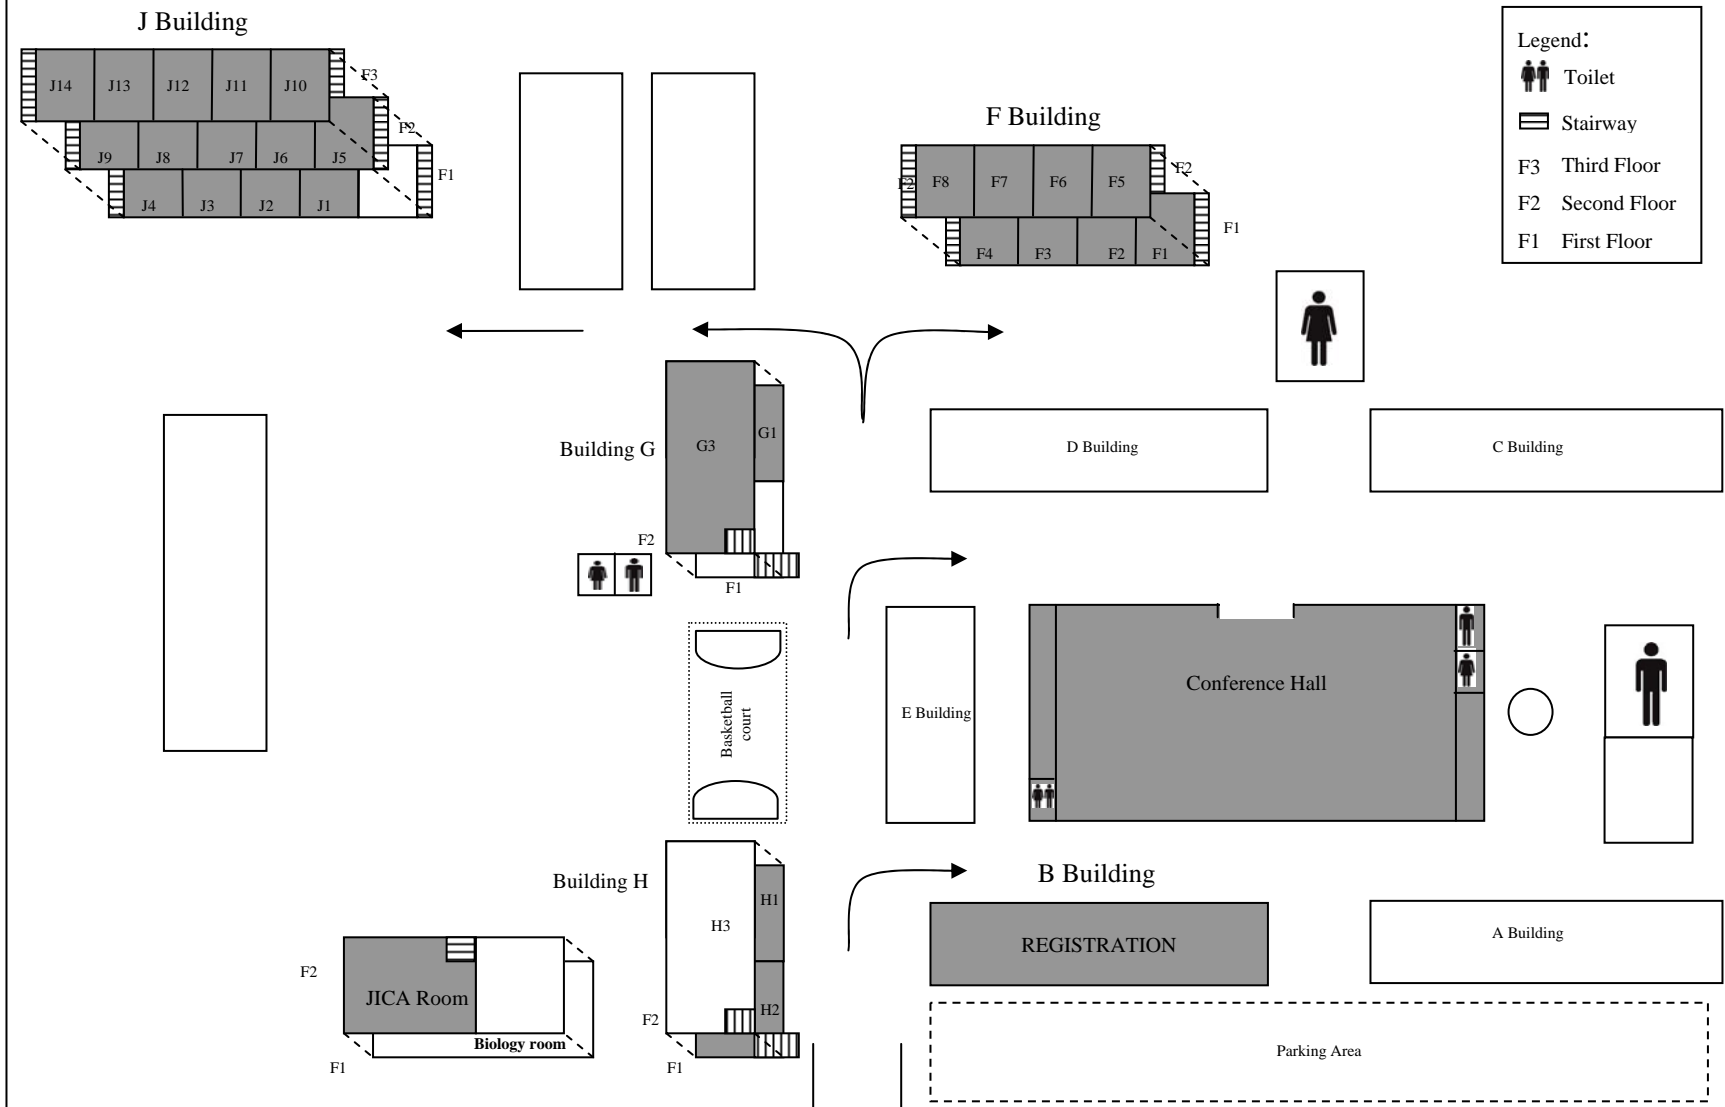 J Building
J14
J13
J12
J11
J10
F3
J9
J8
J7
J6
J5
F2
J4
J3
J2
J1
F1
F Building
F2
F8
F7
F6
F5
F2
F4
F3
F2
F1
F1
Legend:
Toilet
Stairway
F3 Third Floor
F2 Second Floor
F1 First Floor
Building G
G3
G1
F2
F1
D Building
C Building
Basketball
court
E Building
Conference Hall
Building H
H3
H1
H2
F2
F1
B Building
REGISTRATION
A Building
F2
JICA Room
Biology room
F1
Parking Area